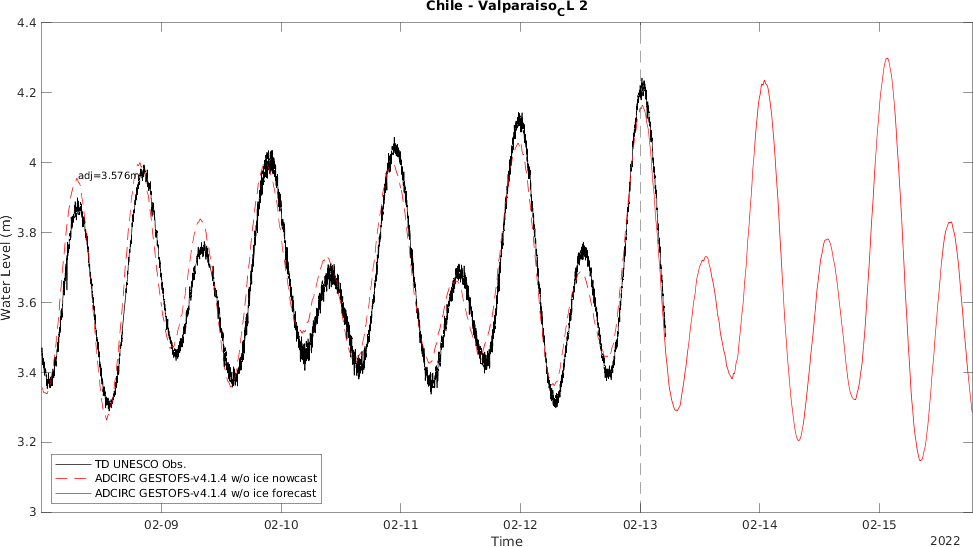 Chile - Valparaiso_CL 2
4.4
4.2
4
3.8
3.6
3.4
3.2
3
Water Level (m)
adj=3.576m
TD UNESCO Obs.
ADCIRC GESTOFS-v4.1.4 w/o ice nowcast
ADCIRC GESTOFS-v4.1.4 w/o ice forecast
02-09 02-10 02-11 02-12 02-13 02-14 02-15
Time
2022